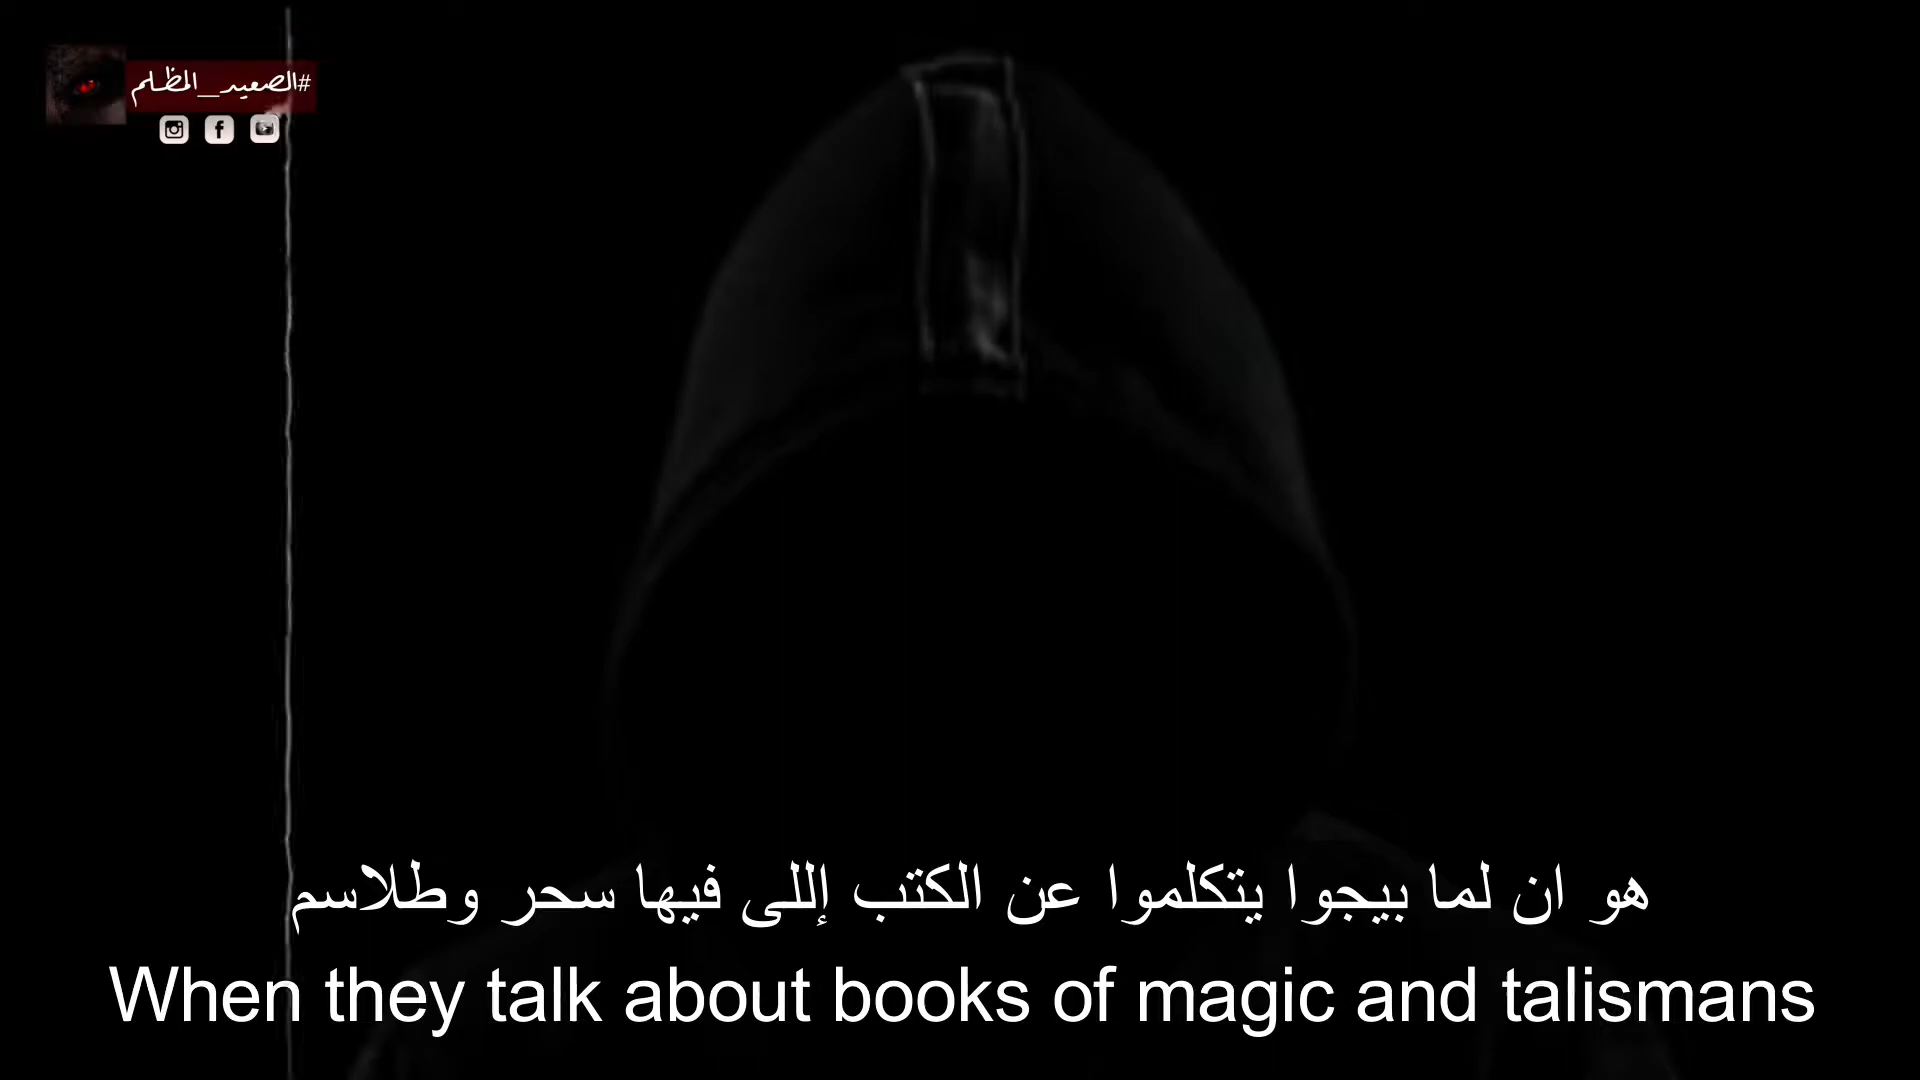 #الصعيد_المظلم
هو ان لما بيجوا يتكلموا عن الكتب إللى فيها سحر وطلاسم
When they talk about books of magic and talismans